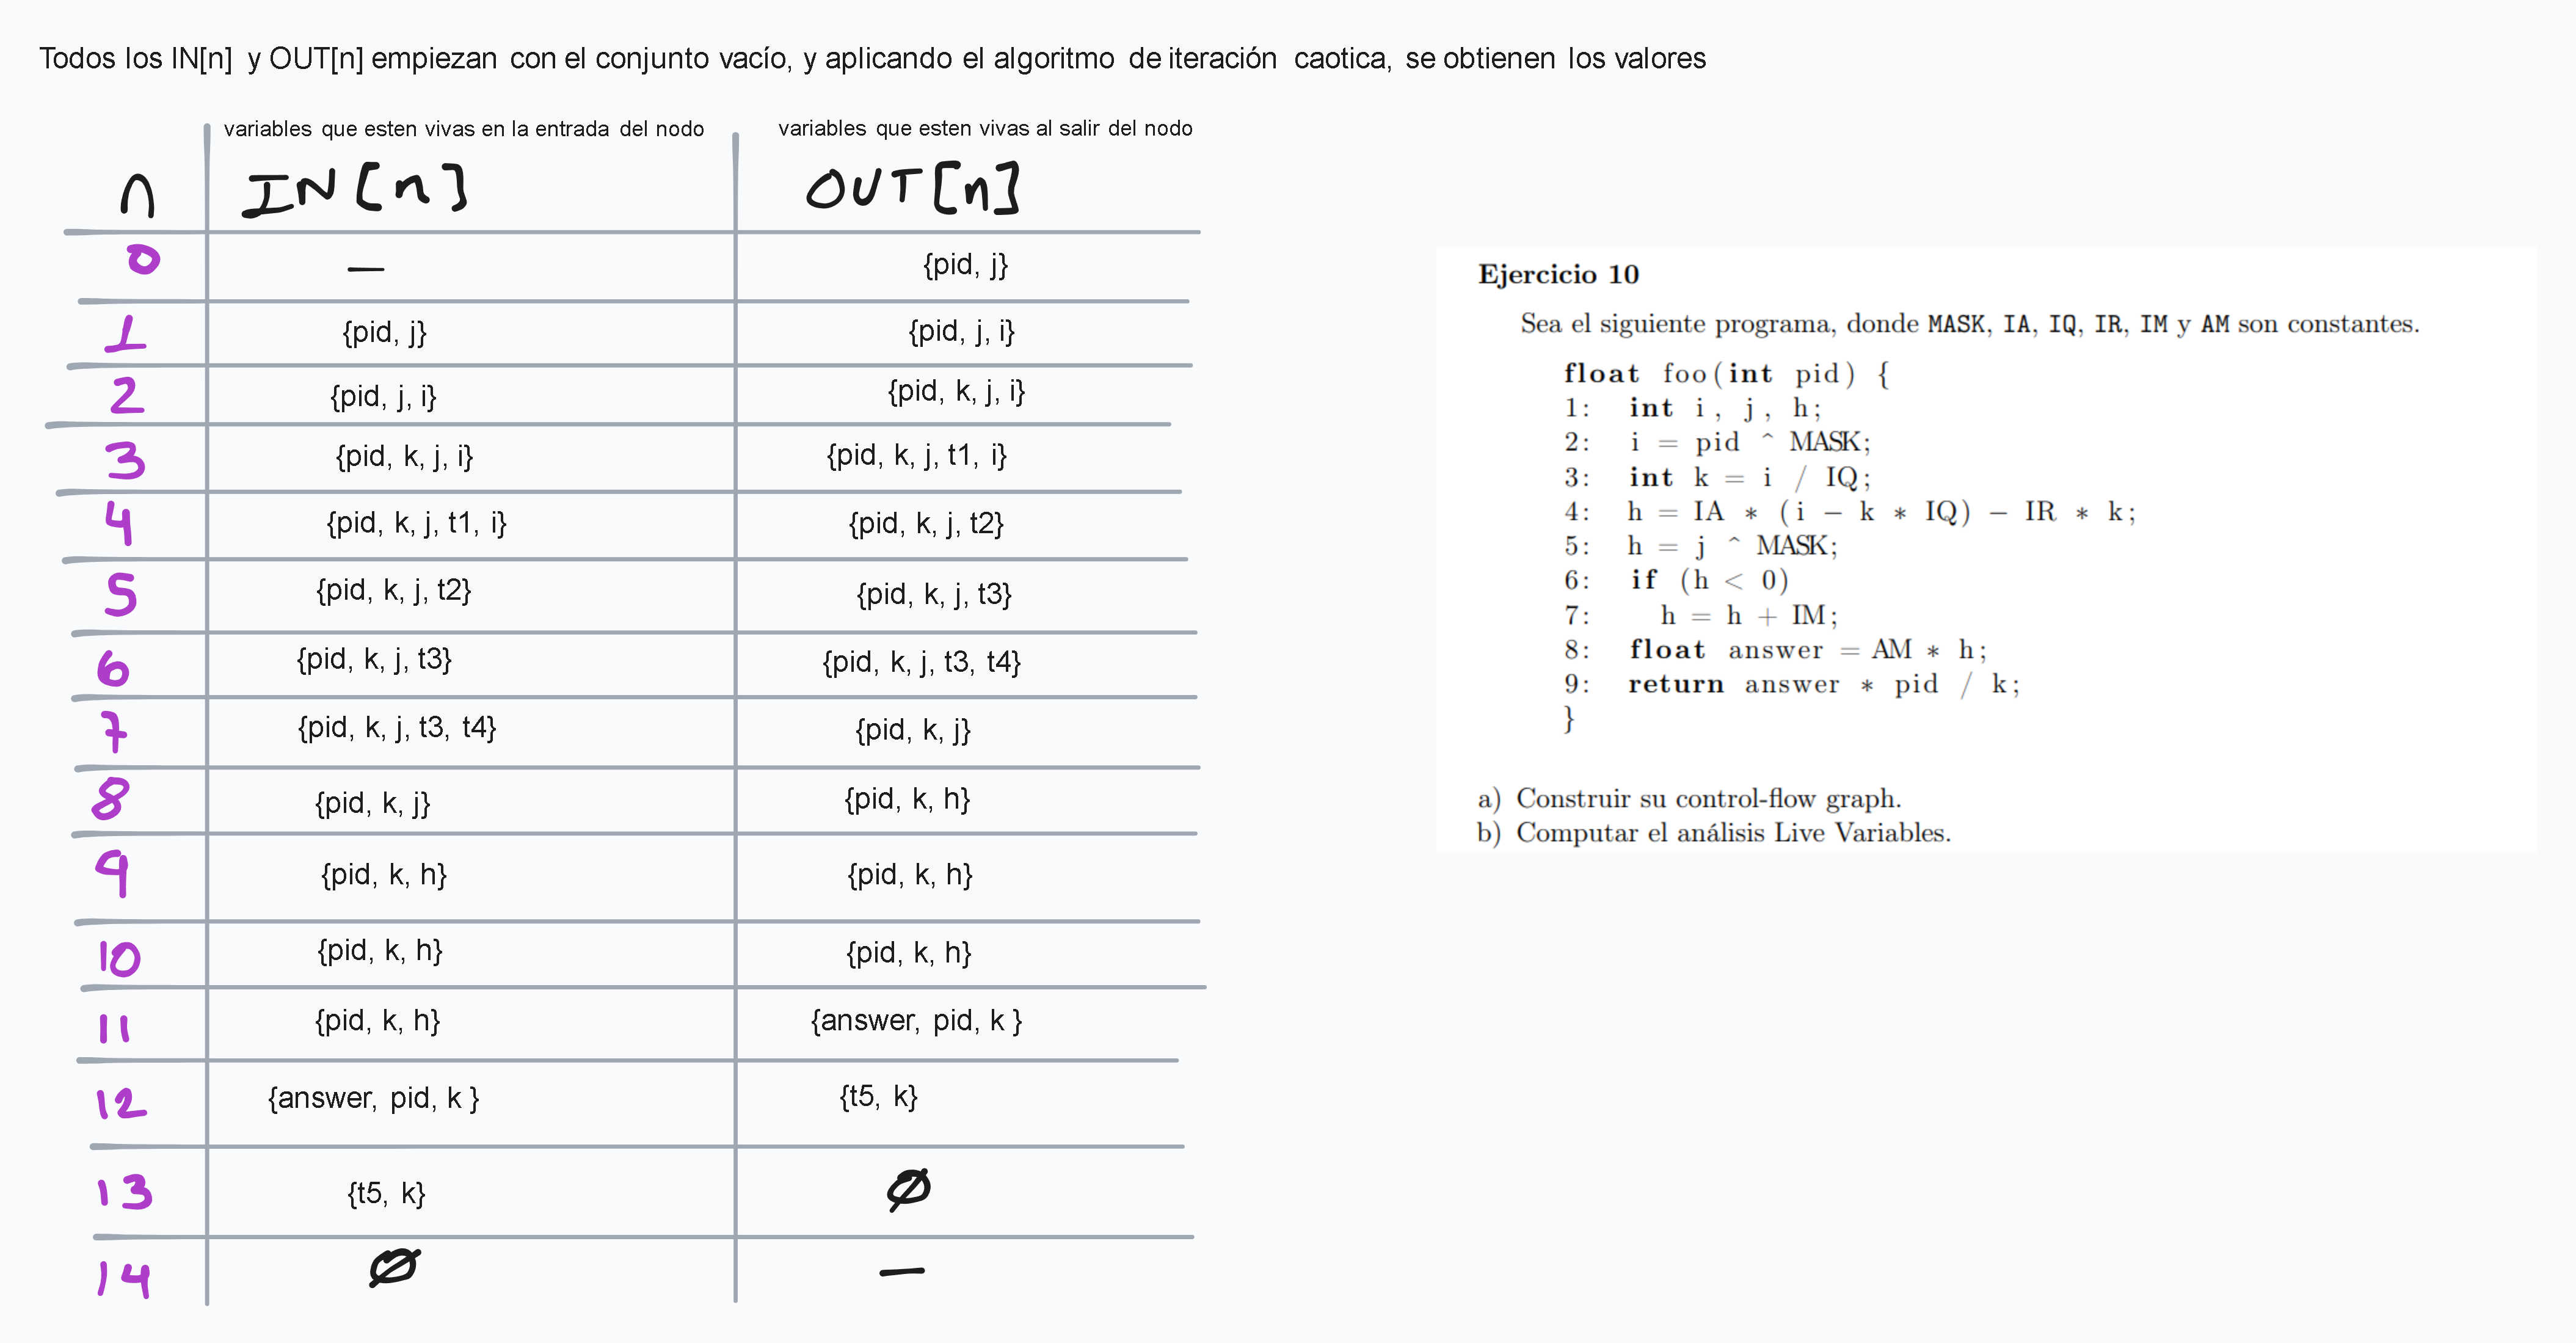 Todos los IN[n] y OUT[n] empiezan con el conjunto vacío, y aplicando el algoritmo de iteración caotica, se obtienen los valores
variables que esten vivas en la entrada del nodo
variables que esten vivas al salir del nodo
n IN[n] OUT[n]
0 — {pid, j}
1 {pid, j} {pid, j, i}
2 {pid, j, i} {pid, k, j, i}
3 {pid, k, j, i} {pid, k, j, t1, i}
4 {pid, k, j, t1, i} {pid, k, j, t2}
5 {pid, k, j, t2} {pid, k, j, t3}
6 {pid, k, j, t3} {pid, k, j, t3, t4}
7 {pid, k, j, t3, t4} {pid, k, j}
8 {pid, k, j} {pid, k, h}
9 {pid, k, h} {pid, k, h}
10 {pid, k, h} {pid, k, h}
11 {pid, k, h} {answer, pid, k }
12 {answer, pid, k } {t5, k}
13 {t5, k} ∅
14 ∅ —
Ejercicio 10
Sea el siguiente programa, donde MASK, IA, IQ, IR, IM y AM son constantes.
float foo(int pid) {
1: int i, j, h;
2: i = pid ^ MASK;
3: int k = i / IQ;
4: h = IA * (i − k * IQ) − IR * k;
5: h = j ^ MASK;
6: if (h < 0)
7: h = h + IM;
8: float answer = AM * h;
9: return answer * pid / k;
}
a) Construir su control-flow graph.
b) Computar el análisis Live Variables.